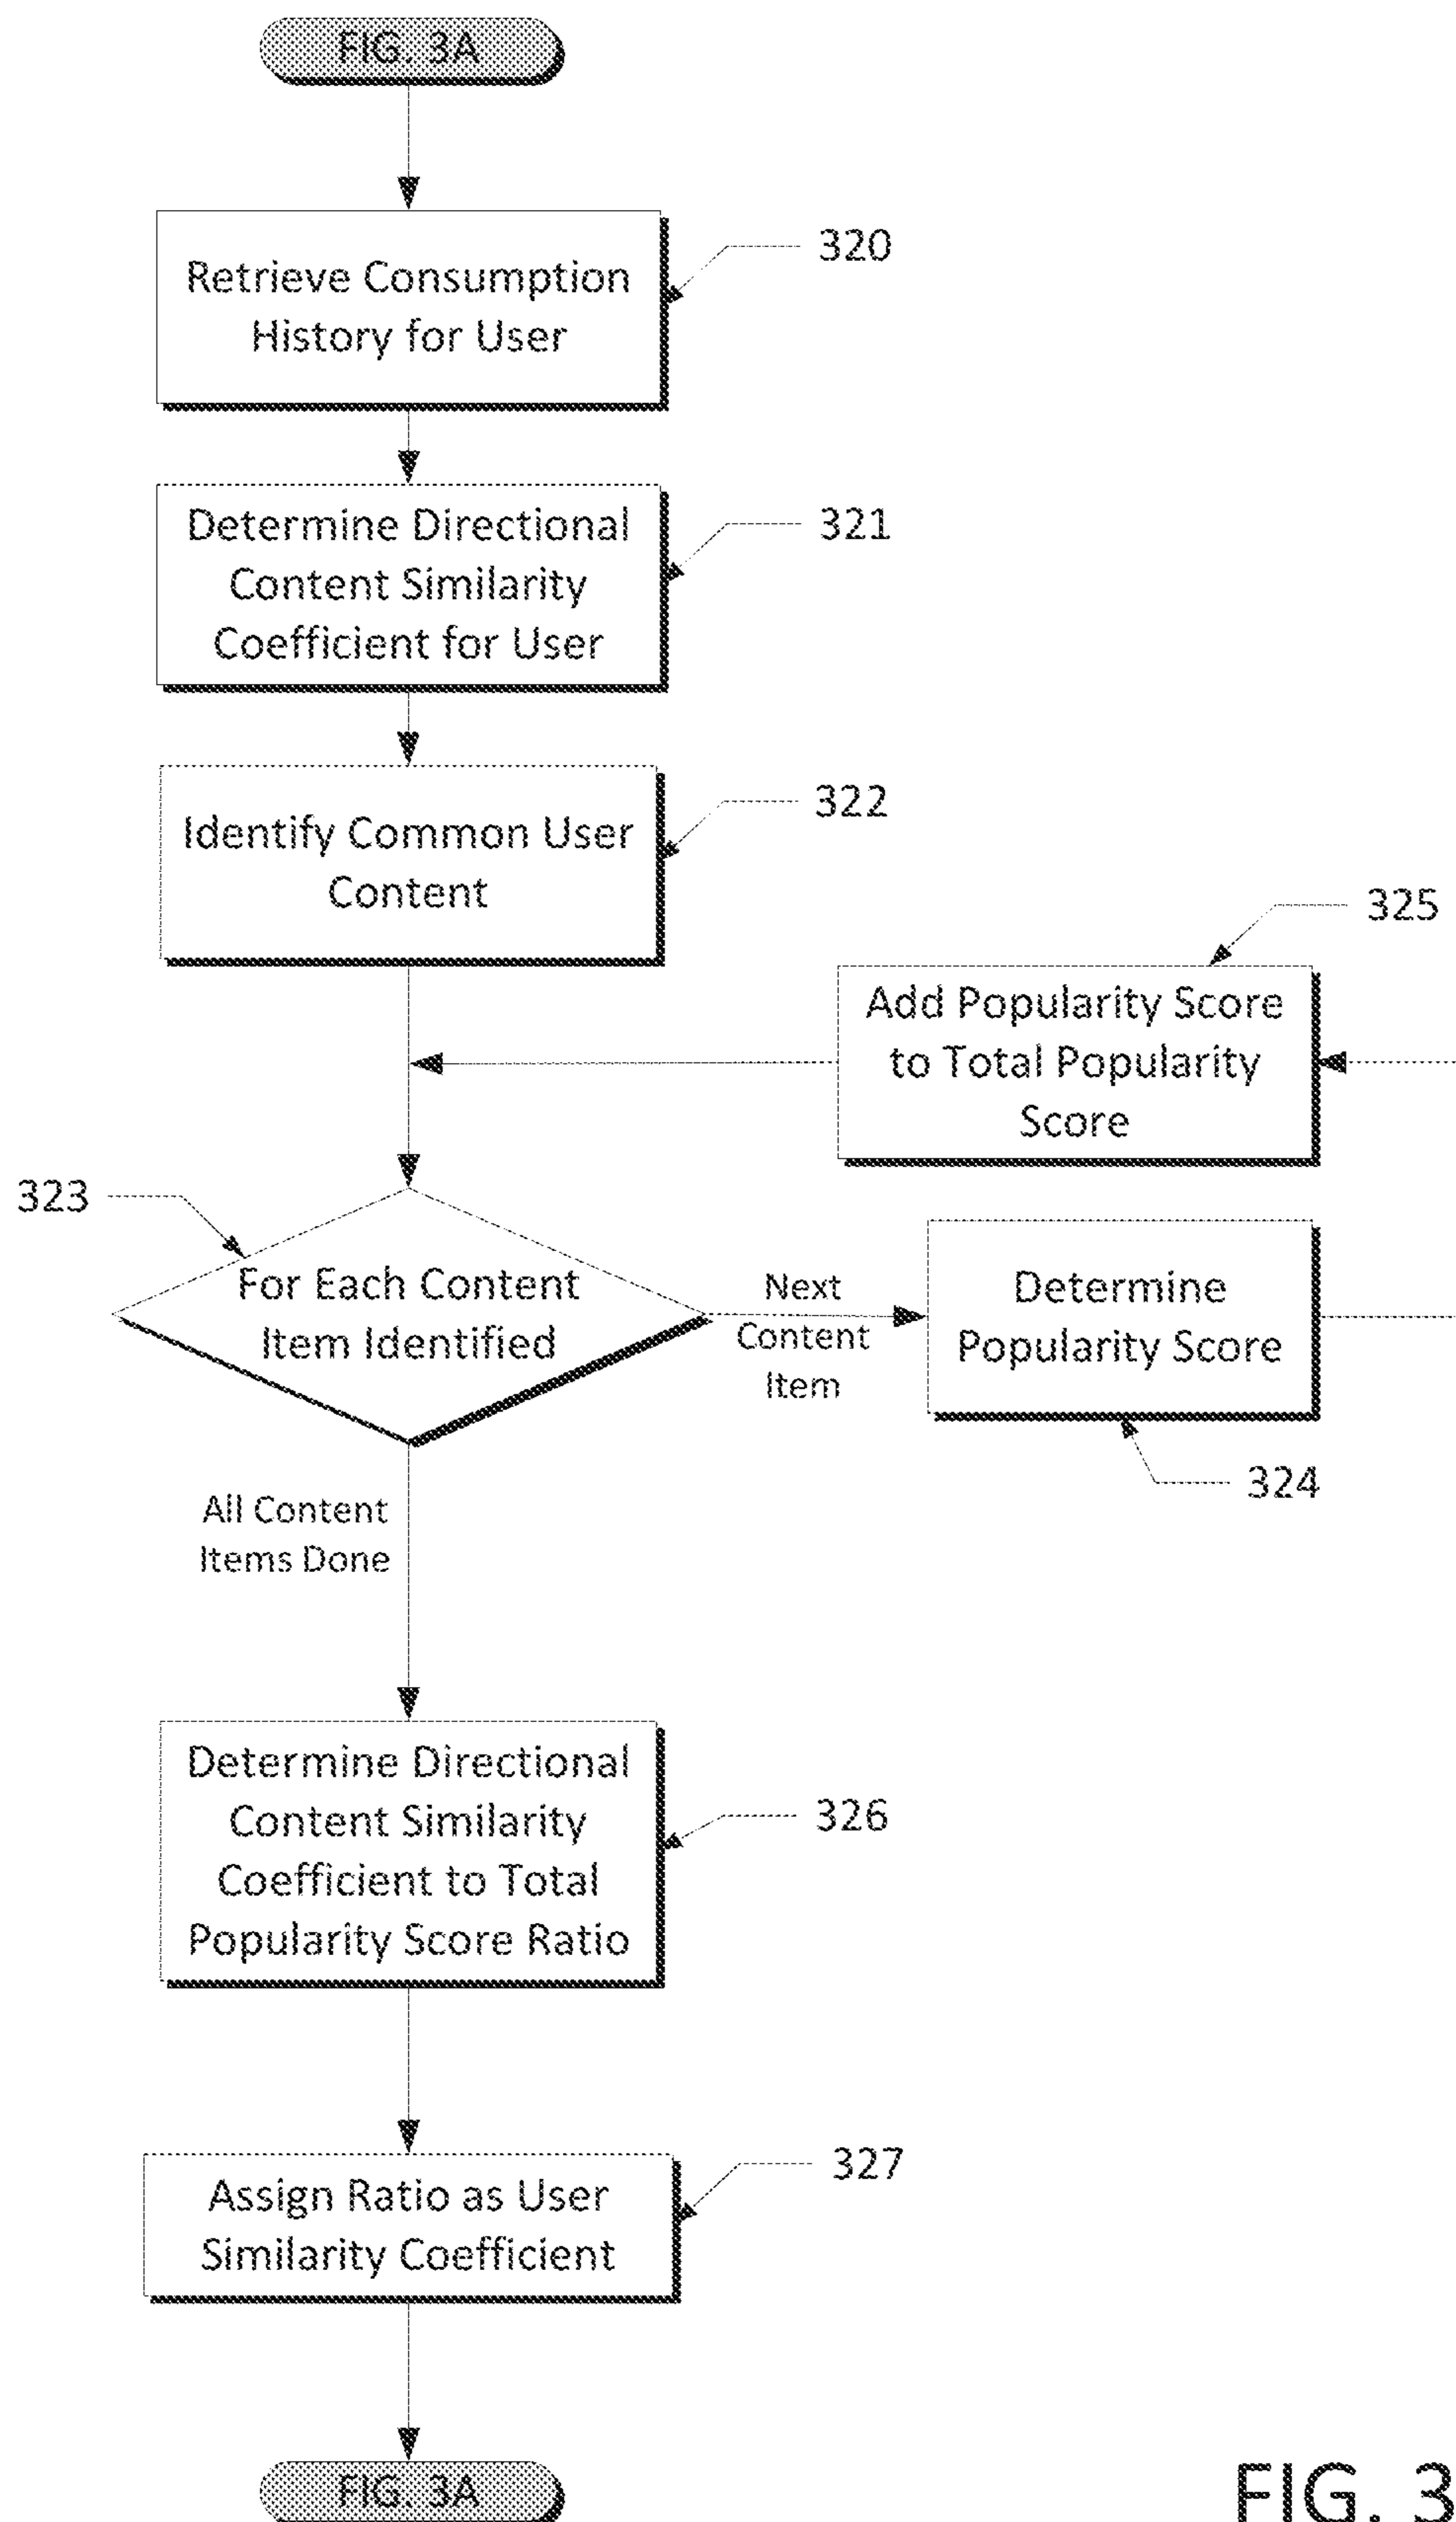 FIG. 3A
Retrieve Consumption
History for User
320
Determine Directional
Content Similarity
Coefficient for User
321
Identify Common User
Content
322
325
Add Popularity Score
to Total Popularity
Score
323
For Each Content
Item Identified
Next
Content
Item
Determine
Popularity Score
324
All Content
Items Done
Determine Directional
Content Similarity
Coefficient to Total
Popularity Score Ratio
326
Assign Ratio as User
Similarity Coefficient
327
FIG. 3A
FIG. 3